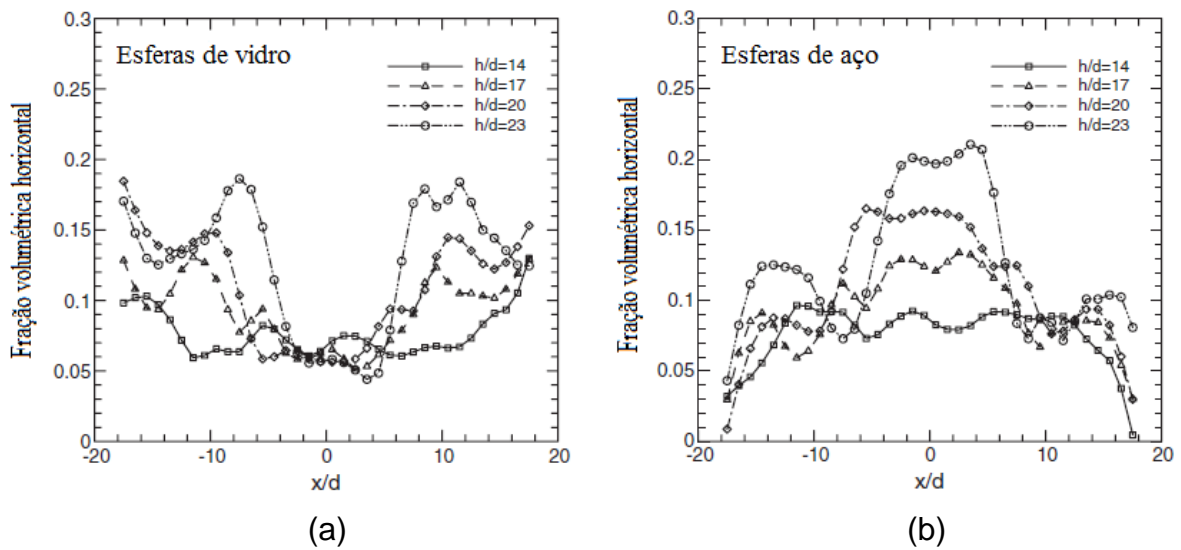 Esferas de vidro
h/d=14
h/d=17
h/d=20
h/d=23
Fração volumétrica horizontal
0.3
0.25
0.2
0.15
0.1
0.05
0
-20
-10
0
10
20
x/d
(a)
Esferas de aço
h/d=14
h/d=17
h/d=20
h/d=23
Fração volumétrica horizontal
0.3
0.25
0.2
0.15
0.1
0.05
0
-20
-10
0
10
20
x/d
(b)